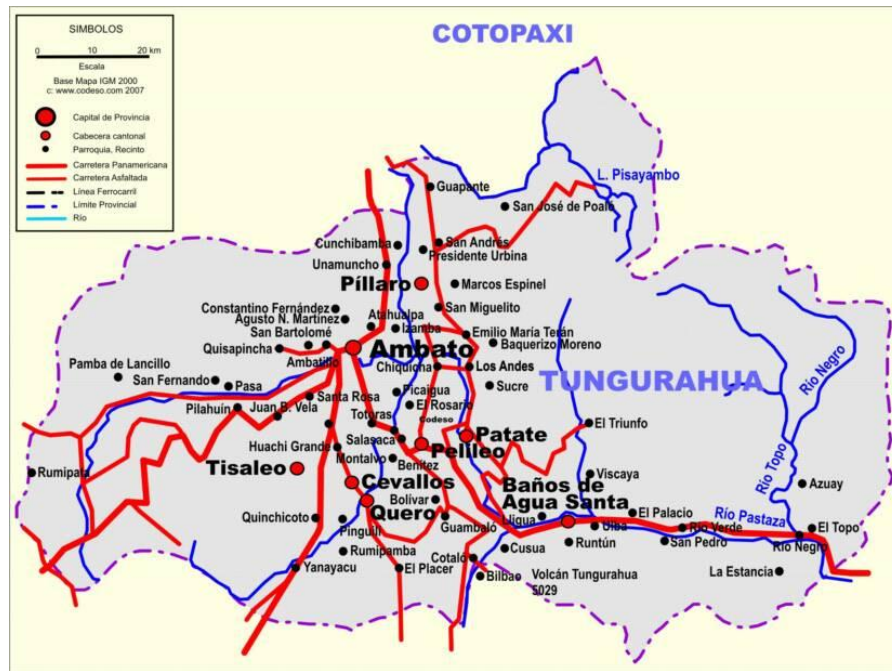 SIMBOLOS
0 10 20 km
Escala
Base Mapa IGM 2000
c: www.codeso.com 2007
Capital de Provincia
Cabecera cantonal
Parroquia, Recinto
Carretera Panamericana
Carretera Asfaltada
Línea Ferrocarril
Límite Provincial
Río
COTOPAXI
L. Pisayambo
Guapante
San José de Poaló
Cunchibamba
San Andrés
Presidente Urbina
Unamuncho
Píllaro
Marcos Espinel
Constantino Fernández
San Miguelito
Agusto N. Martínez
Atahualpa
Izamba
San Bartolomé
Emilio María Terán
Baquerizo Moreno
Quisapincha
Ambato
Ambatillo
Chiquicha
Los Andes
Río Negro
Pamba de Lancillo
San Fernando
Pasa
TUNGURAHUA
Sucre
Picaigua
Santa Rosa
El Rosario
Pilahuín
Juan B. Vela
Totoras
Codeso
El Triunfo
Salasaca
Patate
Huachi Grande
Pelileo
Montalvo
Benítez
Tisaleo
Rumipata
Río Topo
Viscaya
Cevallos
Baños de
Agua Santa
Azuay
Bolívar
Quero
El Palacio
Río Pastaza
Quinchicoto
Pinguilí
Guambaló
Lligua
Ulba
Río Verde
El Topo
Rumipamba
Cusua
Runtún
San Pedro
Río Negro
Cotaló
Yanayacu
El Placer
Bilbao
Volcán Tungurahua
5029
La Estancia